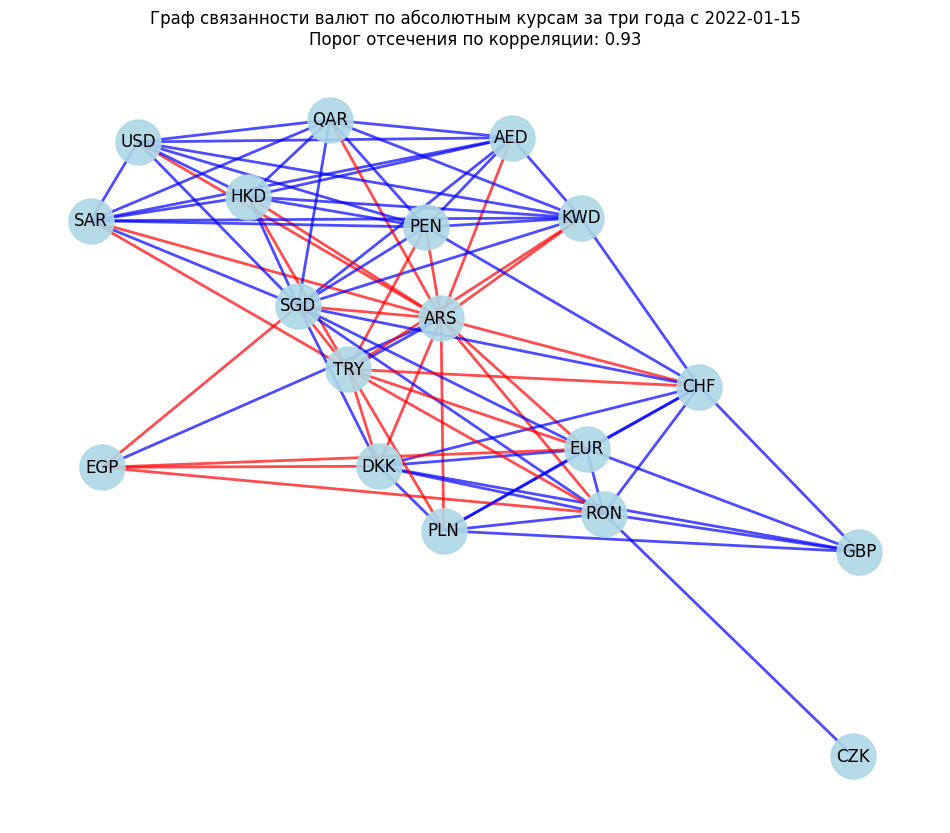 Граф связанности валют по абсолютным курсам за три года с 2022-01-15
Порог отсечения по корреляции: 0.93
QAR
USD
AED
HKD
SAR
PEN
KWD
SGD
ARS
TRY
CHF
EUR
EGP
DKK
RON
PLN
GBP
CZK